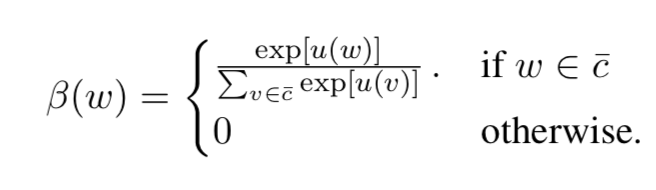 β(w) = { exp[u(w)] / ∑_{v∈c̄} exp[u(v)] . if w ∈ c̄
0 otherwise.